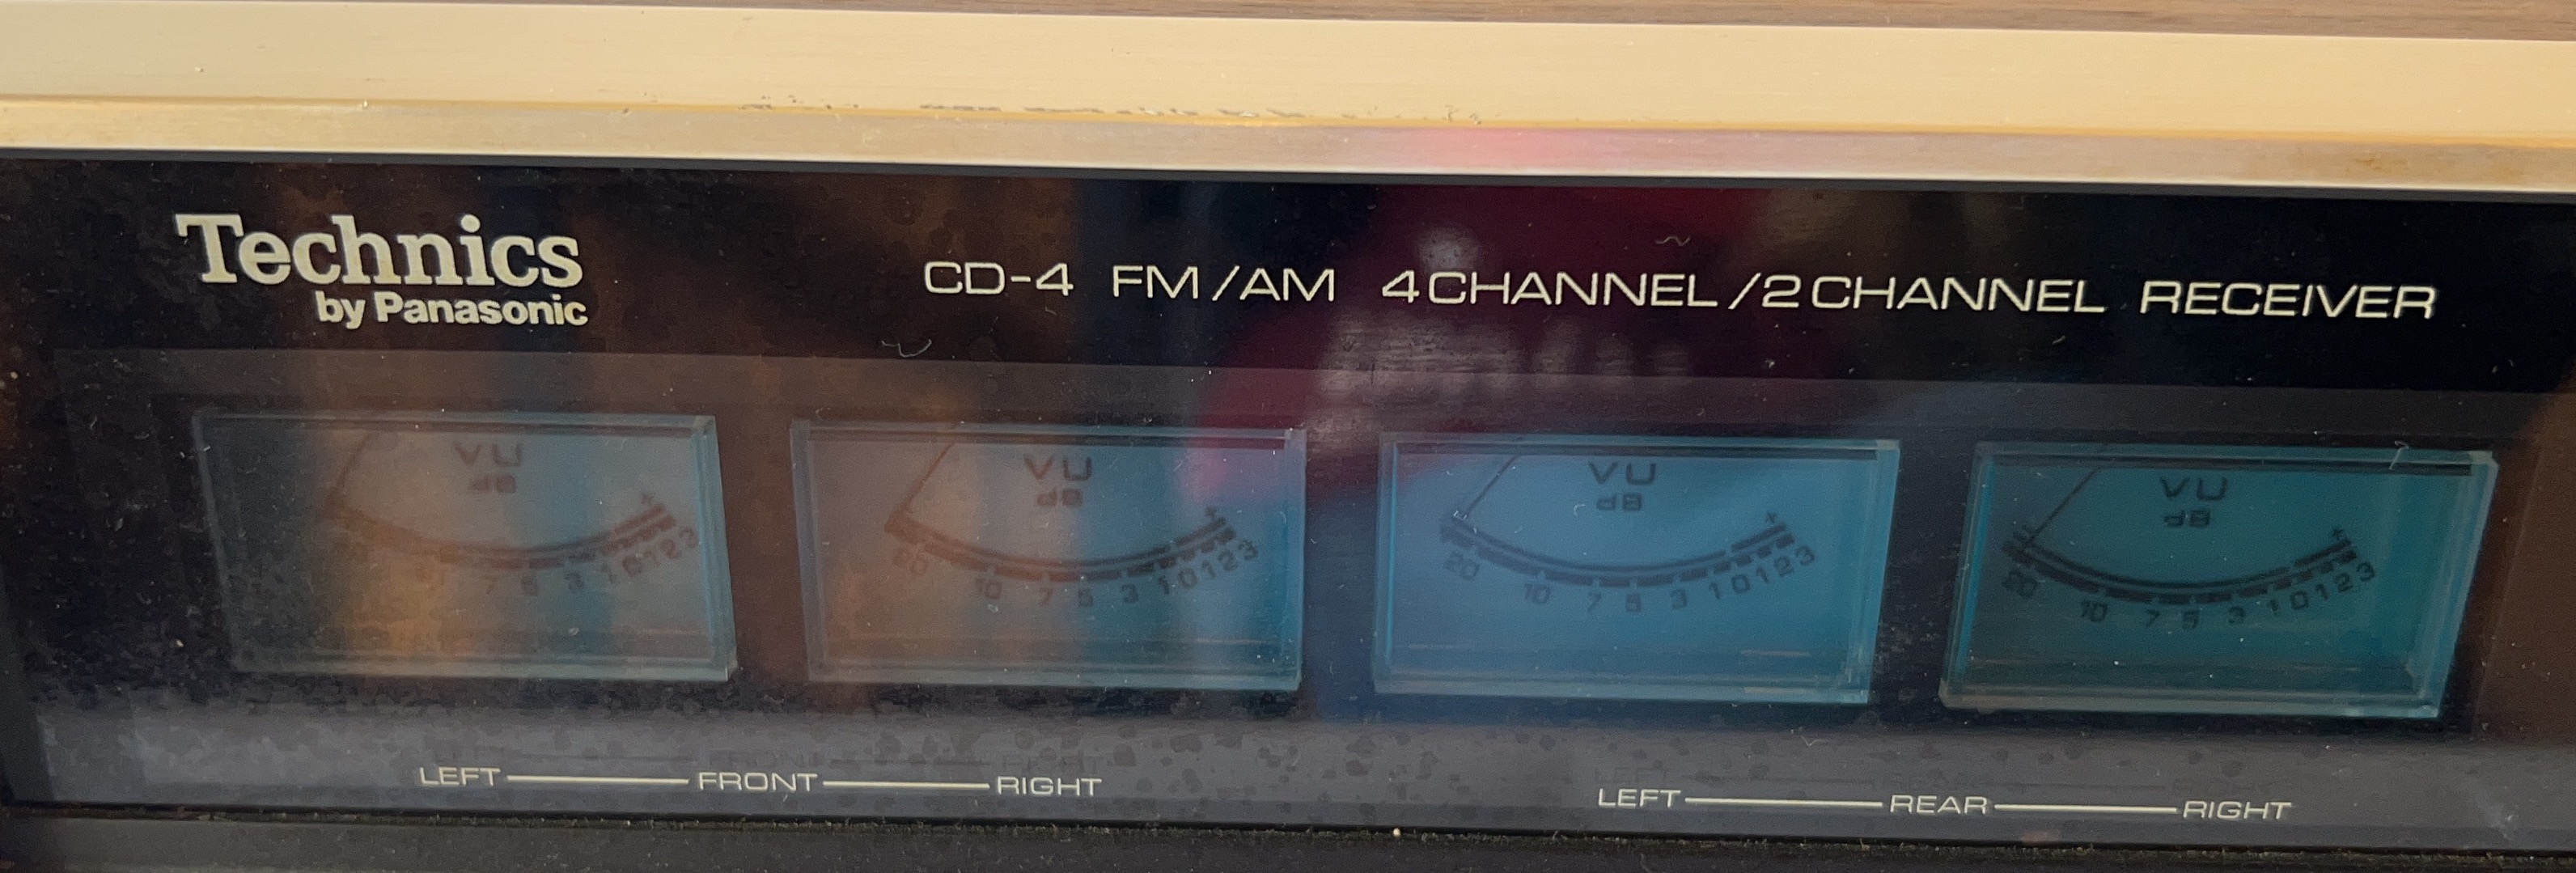 Technics
by Panasonic
CD-4 FM/AM 4CHANNEL/2CHANNEL RECEIVER
VU
dB
+
20 10 7 5 3 1 0 1 2 3
VU
dB
+
20 10 7 5 3 1 0 1 2 3
VU
dB
+
20 10 7 5 3 1 0 1 2 3
VU
dB
+
20 10 7 5 3 1 0 1 2 3
LEFT FRONT RIGHT
LEFT REAR RIGHT